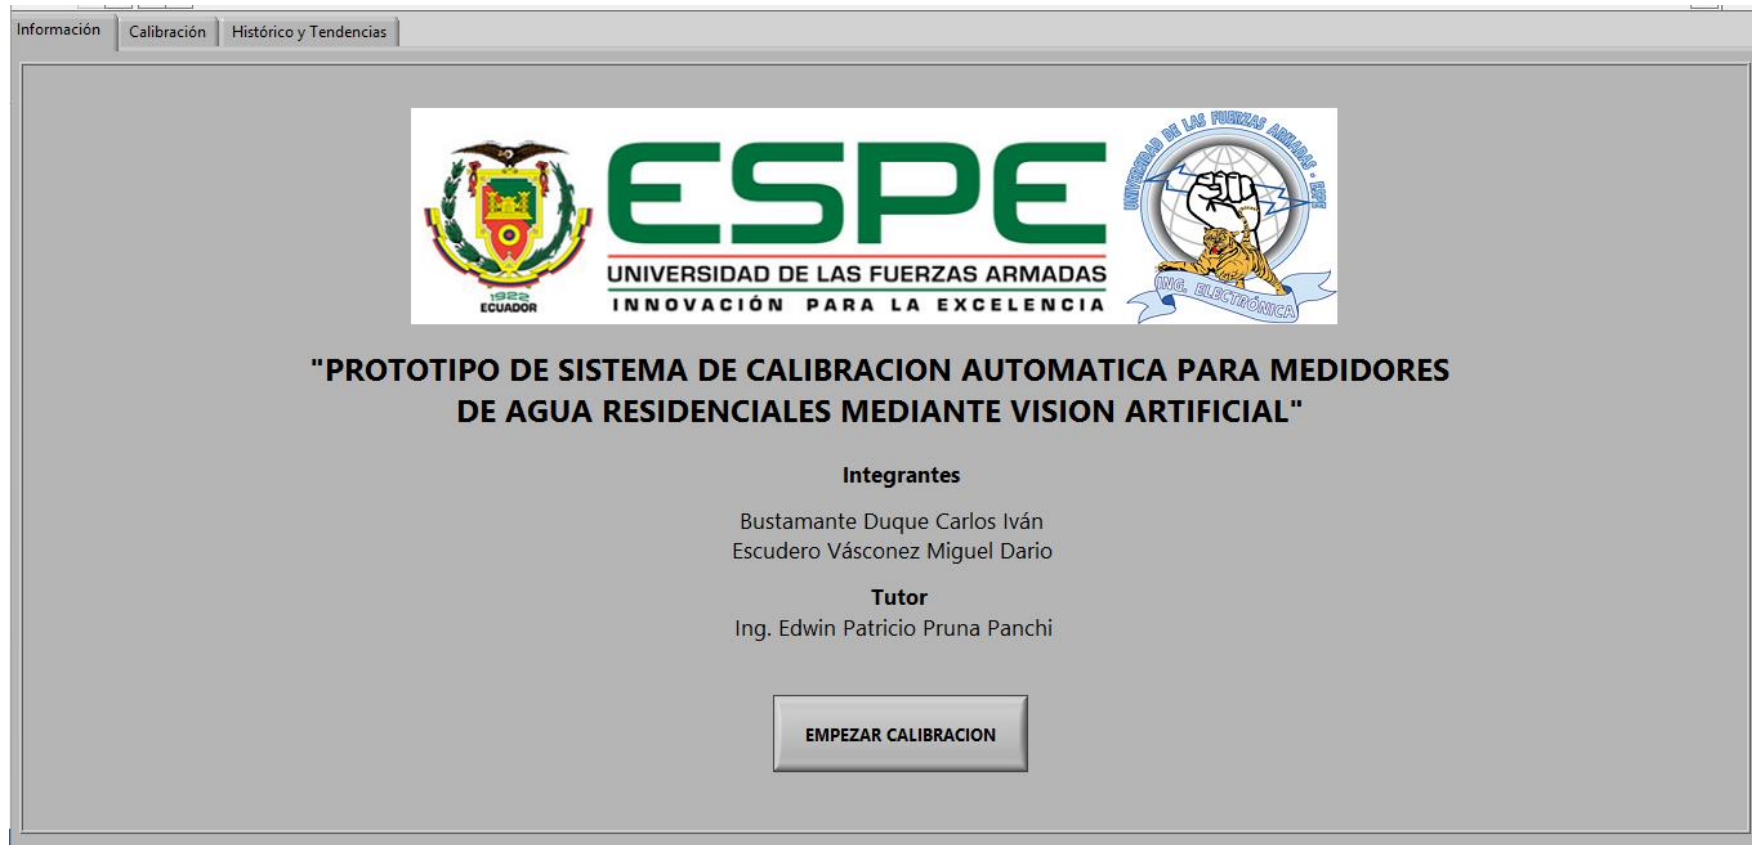 Información
Calibración
Histórico y Tendencias
ESPE
UNIVERSIDAD DE LAS FUERZAS ARMADAS
INNOVACIÓN PARA LA EXCELENCIA
1922
ECUADOR
UNIVERSIDAD DE LAS FUERZAS ARMADAS - ESPE
ING. ELECTRÓNICA
"PROTOTIPO DE SISTEMA DE CALIBRACION AUTOMATICA PARA MEDIDORES
DE AGUA RESIDENCIALES MEDIANTE VISION ARTIFICIAL"
Integrantes
Bustamante Duque Carlos Iván
Escudero Vásconez Miguel Dario
Tutor
Ing. Edwin Patricio Pruna Panchi
EMPEZAR CALIBRACION